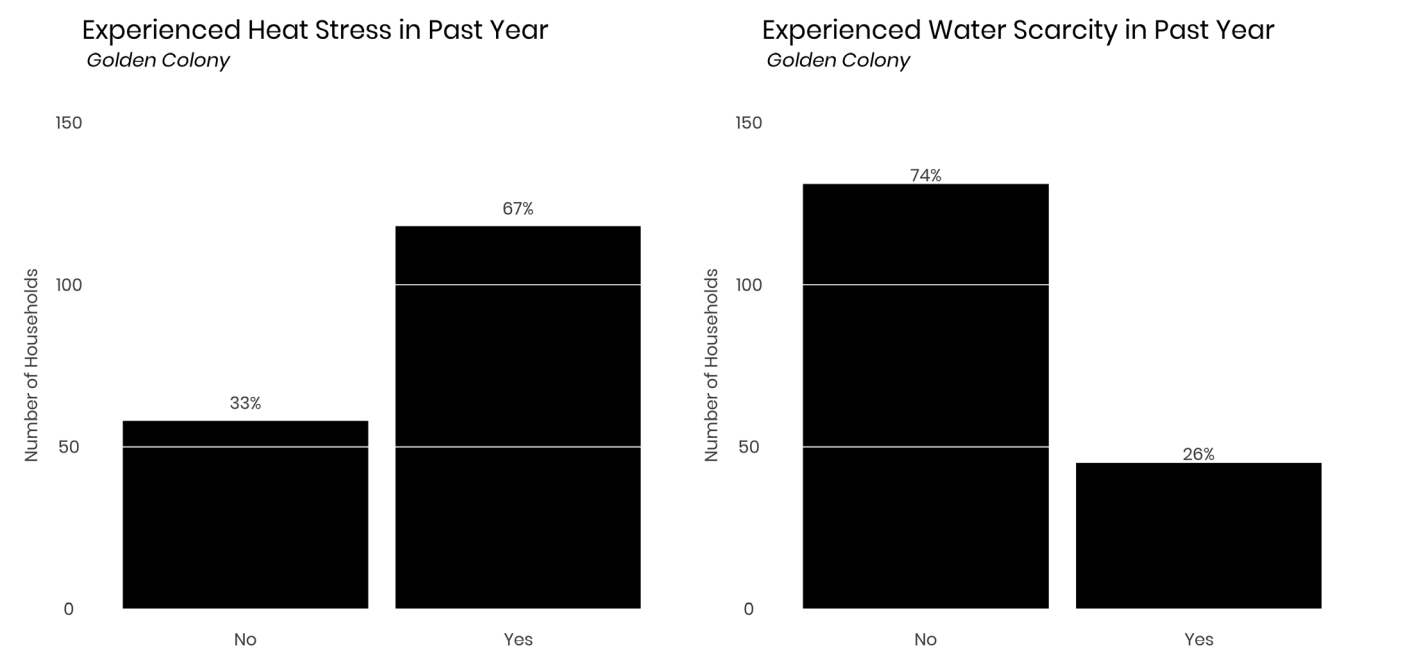 Experienced Heat Stress in Past Year
Golden Colony
150
100
50
0
Number of Households
33%
67%
No
Yes
Experienced Water Scarcity in Past Year
Golden Colony
150
100
50
0
Number of Households
74%
26%
No
Yes